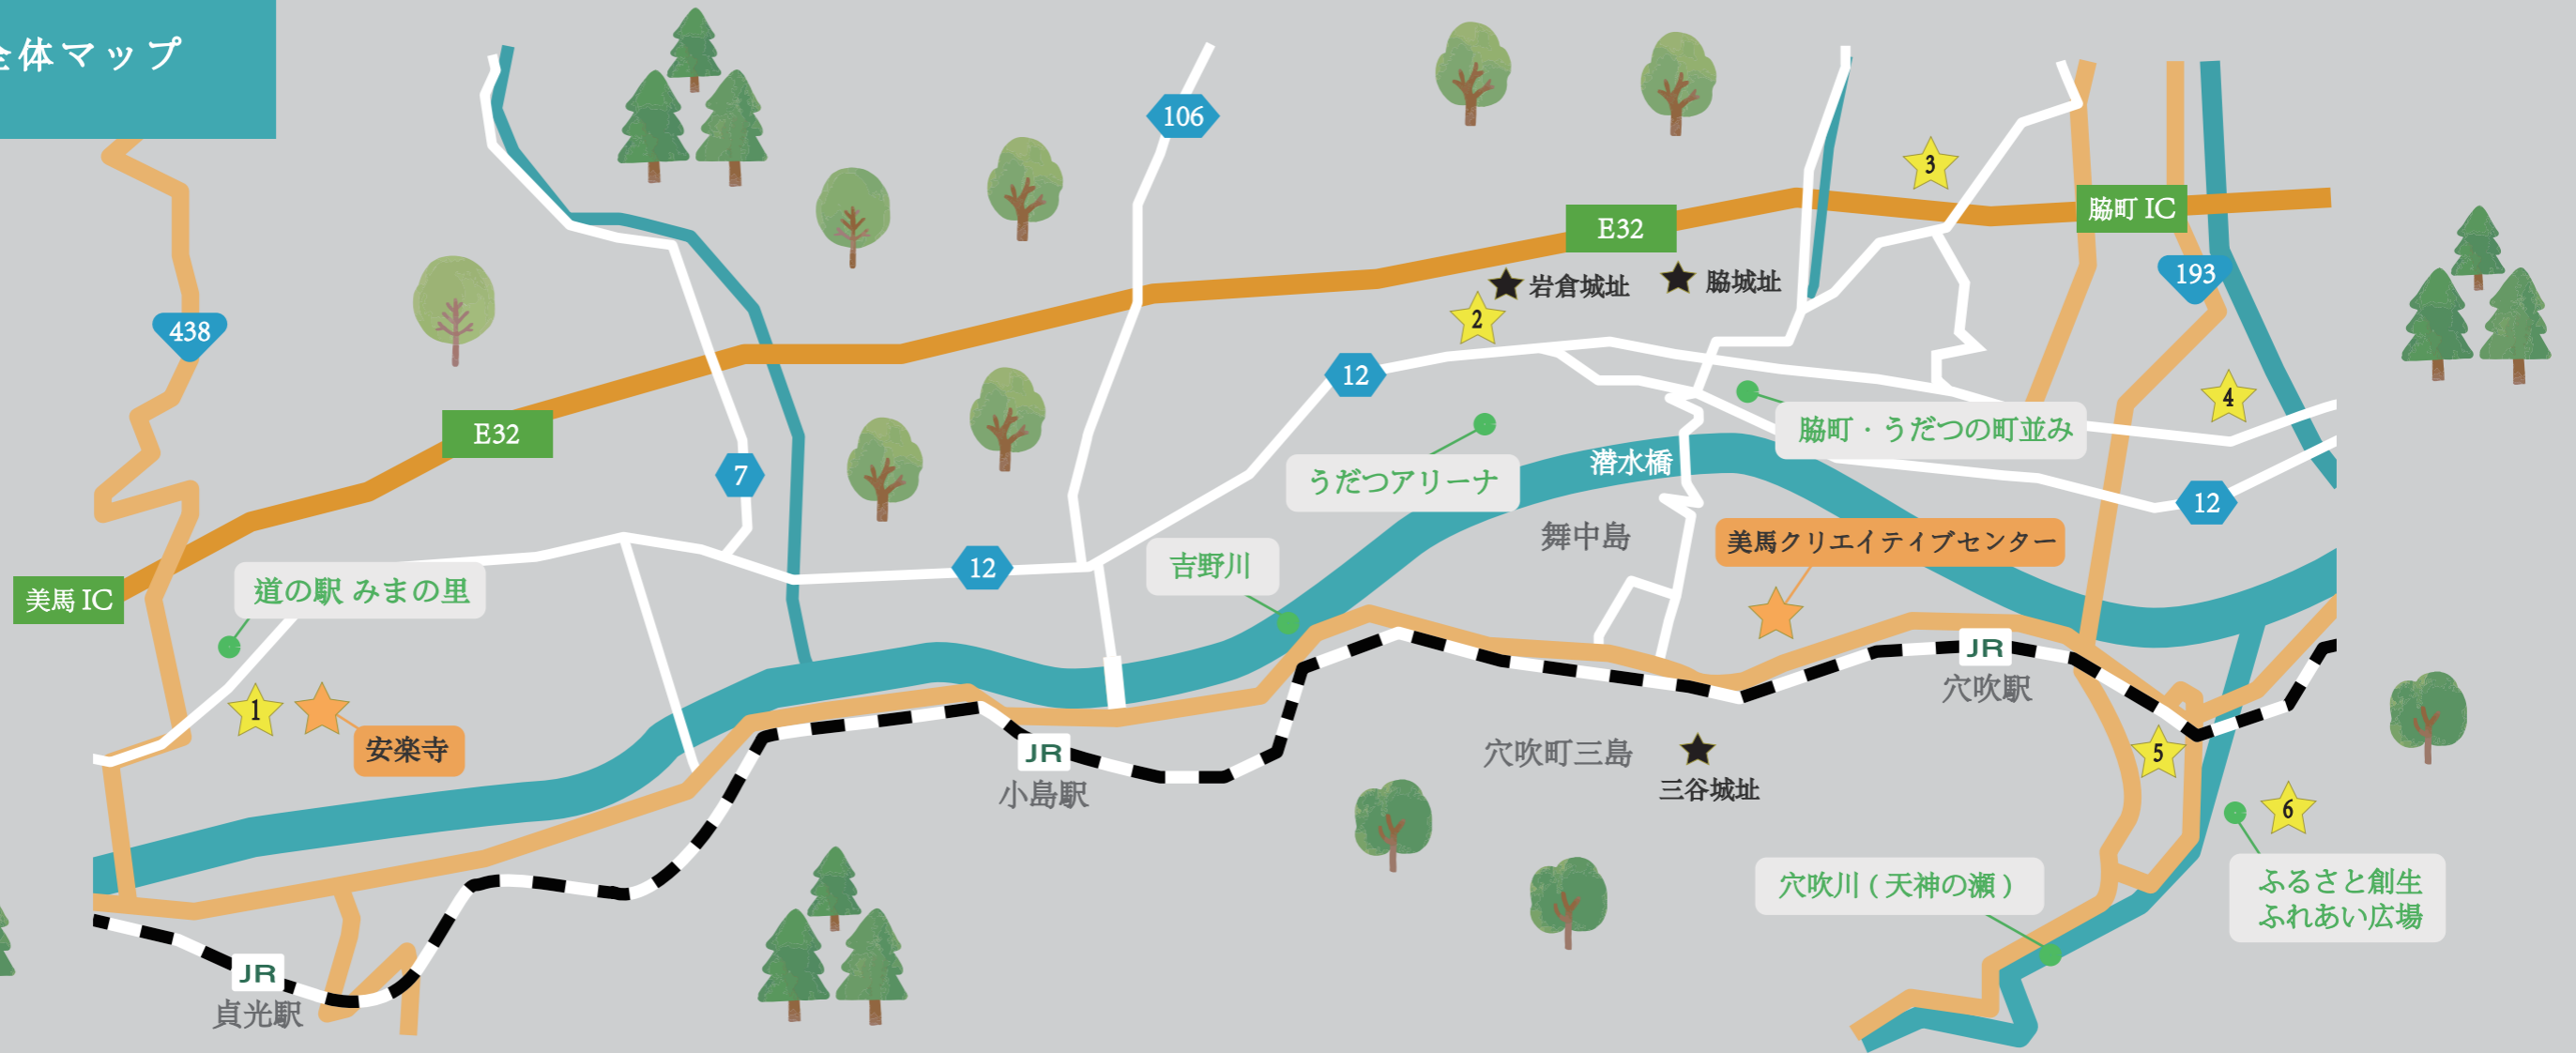 全体マップ
106
3
脇町 IC
E32
193
岩倉城址
脇城址
2
438
12
4
脇町・うだつの町並み
E32
7
潜水橋
うだつアリーナ
12
舞中島
美馬クリエイティブセンター
吉野川
12
道の駅 みまの里
美馬 IC
JR
穴吹駅
1
安楽寺
JR
小島駅
穴吹町三島
三谷城址
5
6
穴吹川 ( 天神の瀬 )
ふるさと創生
ふれあい広場
JR
貞光駅